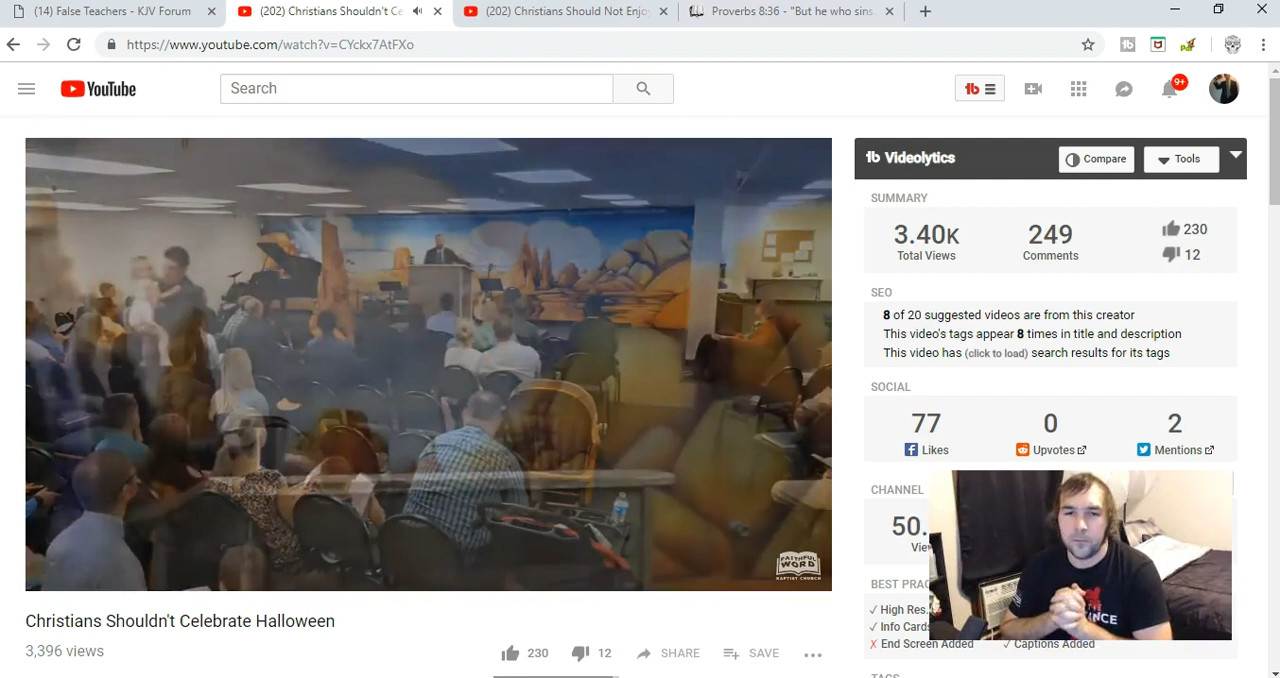 (14) False Teachers - KJV Forum
(202) Christians Shouldn't Ce
(202) Christians Should Not Enjoy
Proverbs 8:36 - "But he who sins
https://www.youtube.com/watch?v=CYckx7AtFXo
YouTube
Search
tb
9+
tb Videolytics
Compare
Tools
SUMMARY
3.40K
249
230
Total Views
Comments
12
SEO
8 of 20 suggested videos are from this creator
This video's tags appear 8 times in title and description
This video has (click to load) search results for its tags
SOCIAL
77
0
2
Likes
Upvotes
Mentions
CHANNEL
50.
BEST PRAC
✓ High Res.
✓ Info Cards
X End Screen Added
✓ Captions Added
TAGS
FAITHFUL
WORD
BAPTIST CHURCH
Christians Shouldn't Celebrate Halloween
3,396 views
230
12
SHARE
SAVE